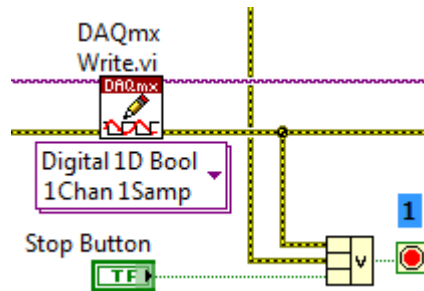 DAQmx
Write.vi
DAQmx
Digital 1D Bool
1Chan 1Samp
1
Stop Button
TF
V